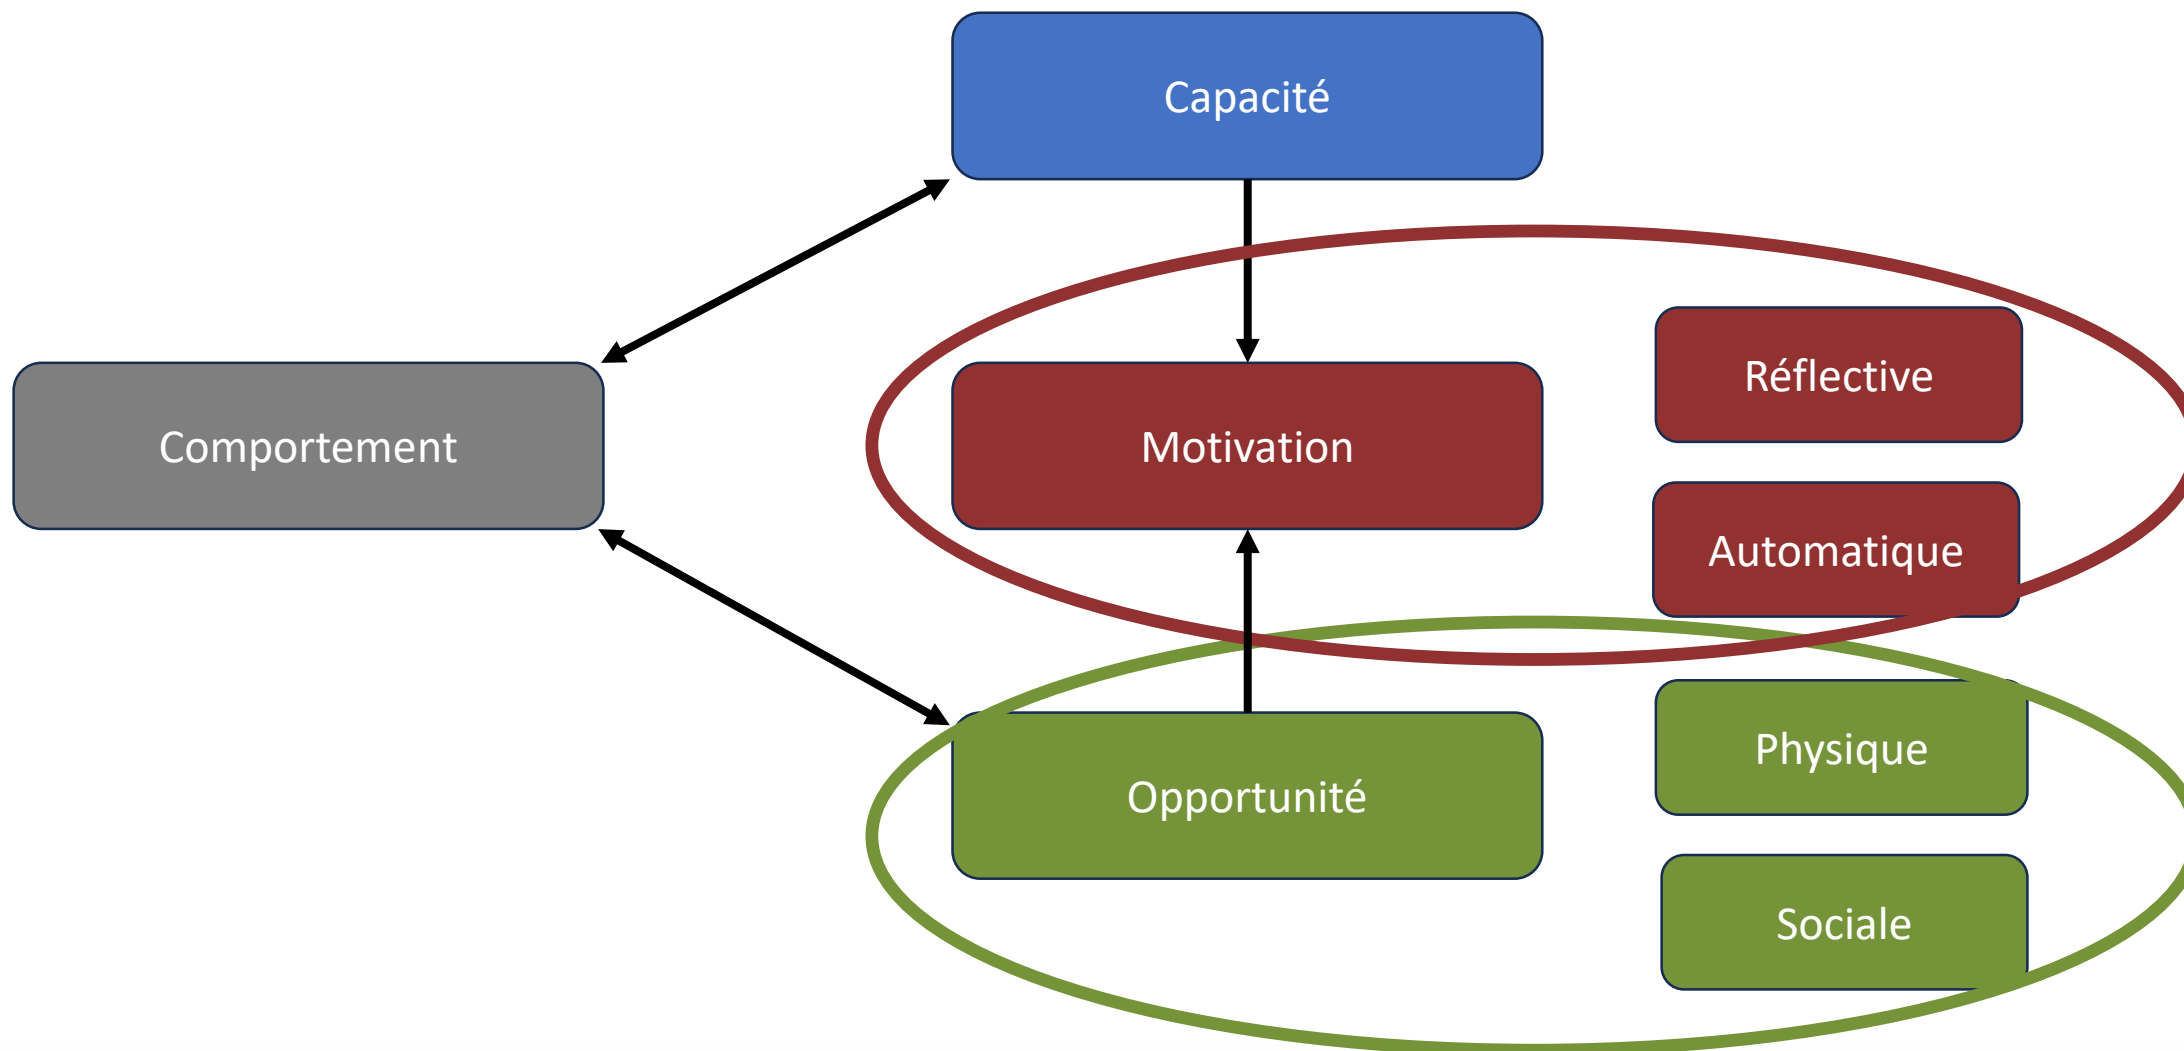 Capacité
Réflective
Comportement
Motivation
Automatique
Physique
Opportunité
Sociale